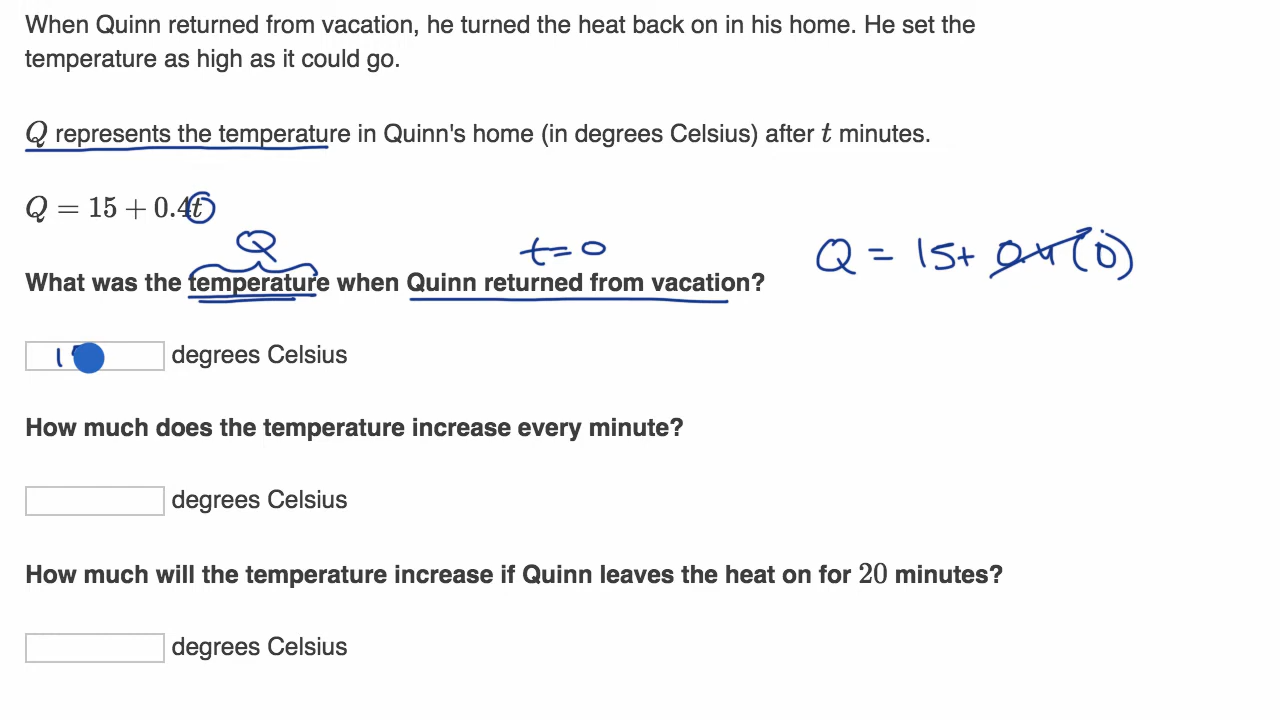 When Quinn returned from vacation, he turned the heat back on in his home. He set the
temperature as high as it could go.
Q represents the temperature in Quinn's home (in degrees Celsius) after t minutes.
Q = 15 + 0.4t
Q
t=0
Q = 15+ 0.4(0)
What was the temperature when Quinn returned from vacation?
1
degrees Celsius
How much does the temperature increase every minute?
degrees Celsius
How much will the temperature increase if Quinn leaves the heat on for 20 minutes?
degrees Celsius